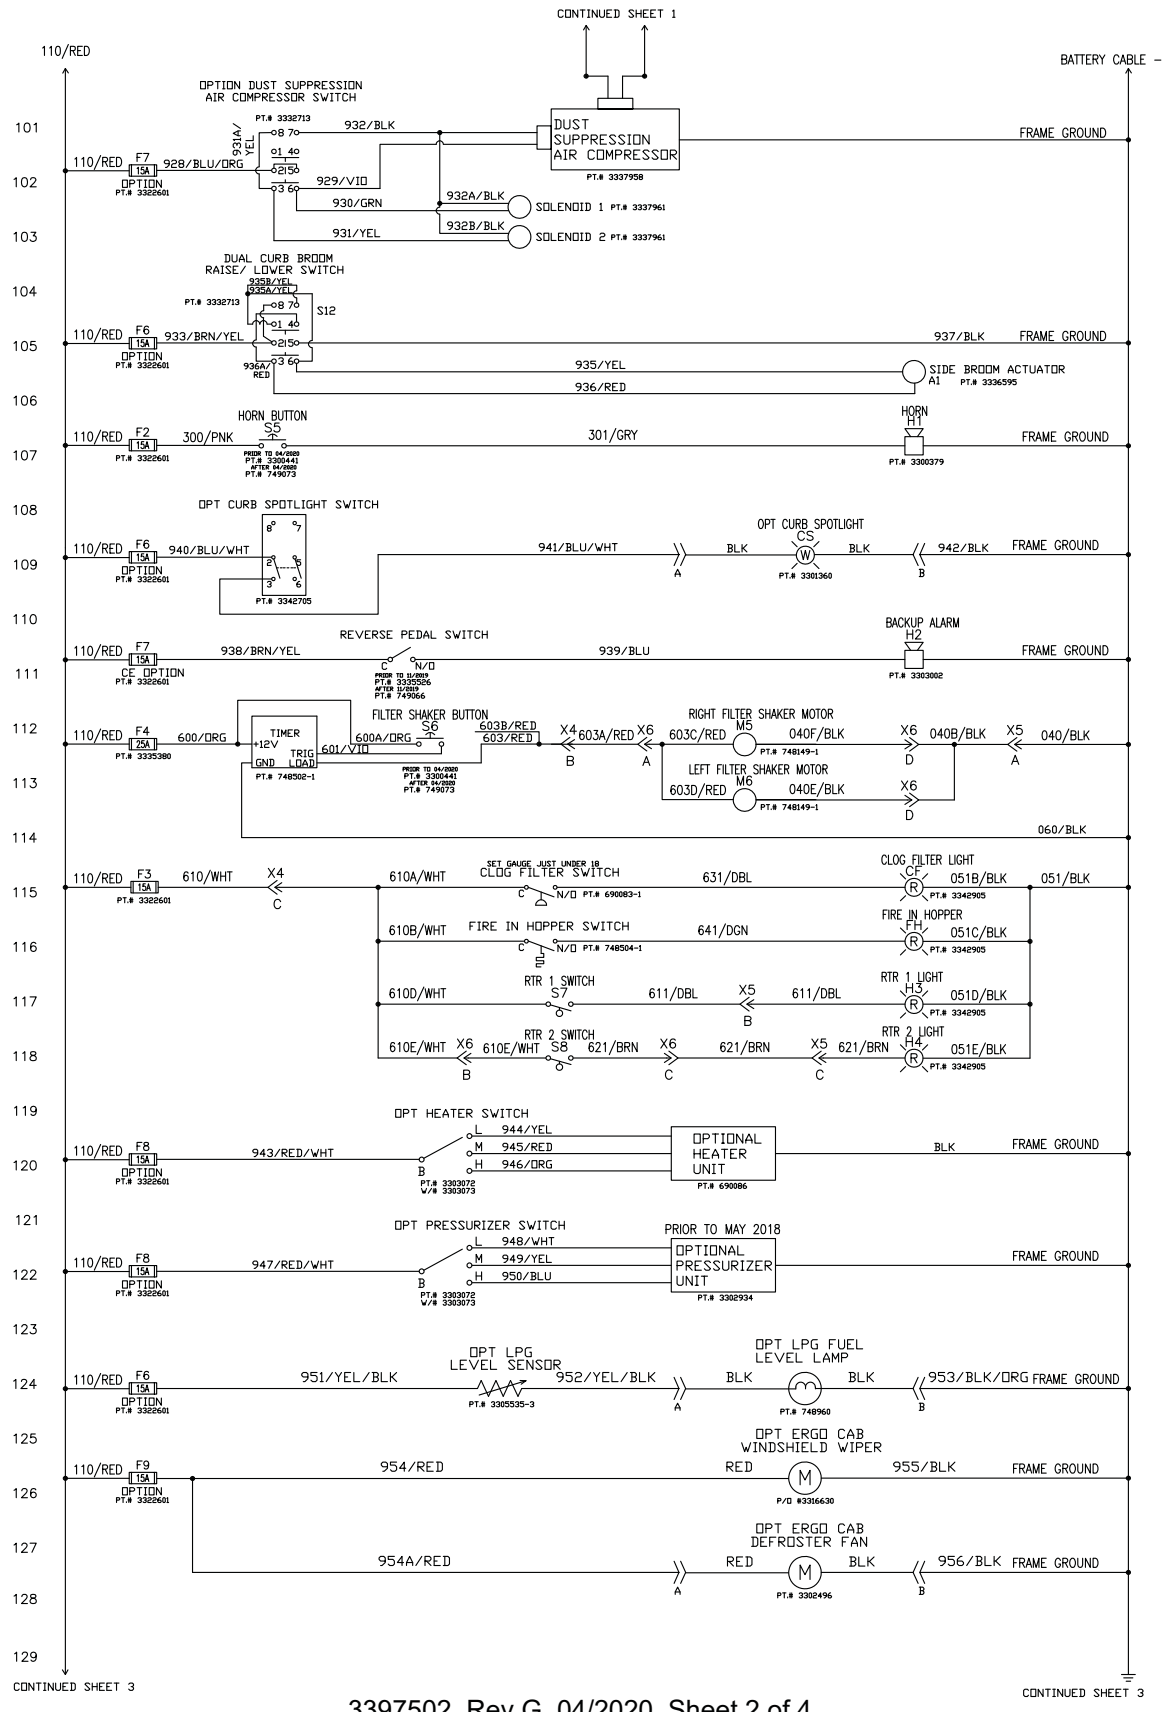 CONTINUED SHEET 1
110/RED
BATTERY CABLE -
OPTION DUST SUPPRESSION
AIR COMPRESSOR SWITCH
PT.# 3332713
101
931A/
YEL
8 7
932/BLK
DUST
SUPPRESSION
AIR COMPRESSOR
PT.# 3337958
FRAME GROUND
1 4
110/RED
F7
15A
OPTION
PT.# 3322601
928/BLU/ORG
2 5
102
3 6
929/VIO
930/GRN
932A/BLK
SOLENOID 1 PT.# 3337961
931/YEL
932B/BLK
SOLENOID 2 PT.# 3337961
103
DUAL CURB BROOM
RAISE/ LOWER SWITCH
935B/YEL
935A/YEL
104
PT.# 3332713
8 7
S12
1 4
110/RED
F6
15A
OPTION
PT.# 3322601
933/BRN/YEL
2 5
937/BLK
FRAME GROUND
105
936A/
RED
3 6
935/YEL
SIDE BROOM ACTUATOR
A1
PT.# 3336595
936/RED
106
HORN BUTTON
S5
HORN
H1
110/RED
F2
15A
PT.# 3322601
300/PNK
PRIOR TO 04/2020
PT.# 3300441
AFTER 04/2020
PT.# 749073
301/GRY
PT.# 3300379
FRAME GROUND
107
108
OPT CURB SPOTLIGHT SWITCH
8 7
OPT CURB SPOTLIGHT
CS
110/RED
F6
15A
OPTION
PT.# 3322601
940/BLU/WHT
2 5
3 6
PT.# 3342705
941/BLU/WHT
A
BLK
W
PT.# 3301360
BLK
B
942/BLK
FRAME GROUND
109
110
REVERSE PEDAL SWITCH
BACKUP ALARM
H2
110/RED
F7
15A
CE OPTION
PT.# 3322601
938/BRN/YEL
C N/O
PRIOR TO 11/2019
PT.# 3335526
AFTER 11/2019
PT.# 749066
939/BLU
PT.# 3303002
FRAME GROUND
111
112
FILTER SHAKER BUTTON
S6
RIGHT FILTER SHAKER MOTOR
M5
110/RED
F4
25A
PT.# 3335380
600/ORG
TIMER
+12V
TRIG
GND LOAD
PT.# 748502-1
600A/ORG
601/VIO
PRIOR TO 04/2020
PT.# 3300441
AFTER 04/2020
PT.# 749073
603B/RED
603/RED
X4
B
603A/RED
X6
A
603C/RED
PT.# 748149-1
040F/BLK
X6
D
040B/BLK
X5
A
040/BLK
113
LEFT FILTER SHAKER MOTOR
603D/RED
M6
PT.# 748149-1
040E/BLK
X6
D
114
060/BLK
115
110/RED
F3
15A
PT.# 3322601
610/WHT
X4
C
610A/WHT
SET GAUGE JUST UNDER 18
CLOG FILTER SWITCH
C N/O PT.# 690083-1
631/DBL
CLOG FILTER LIGHT
CF
R
PT.# 3342905
051B/BLK
051/BLK
116
610B/WHT
FIRE IN HOPPER SWITCH
C N/O PT.# 748504-1
641/DGN
FIRE IN HOPPER
FH
R
PT.# 3342905
051C/BLK
117
610D/WHT
RTR 1 SWITCH
S7
611/DBL
X5
B
611/DBL
RTR 1 LIGHT
H3
R
PT.# 3342905
051D/BLK
118
610E/WHT
X6
B
610E/WHT
RTR 2 SWITCH
S8
621/BRN
X6
C
621/BRN
X5
C
621/BRN
RTR 2 LIGHT
H4
R
PT.# 3342905
051E/BLK
119
OPT HEATER SWITCH
120
110/RED
F8
15A
OPTION
PT.# 3322601
943/RED/WHT
B
L 944/YEL
M 945/RED
H 946/ORG
PT.# 3303072
W/# 3303073
OPTIONAL
HEATER
UNIT
PT.# 690086
BLK
FRAME GROUND
121
OPT PRESSURIZER SWITCH
PRIOR TO MAY 2018
122
110/RED
F8
15A
OPTION
PT.# 3322601
947/RED/WHT
B
L 948/WHT
M 949/YEL
H 950/BLU
PT.# 3303072
W/# 3303073
OPTIONAL
PRESSURIZER
UNIT
PT.# 3302934
FRAME GROUND
123
124
110/RED
F6
15A
OPTION
PT.# 3322601
951/YEL/BLK
OPT LPG
LEVEL SENSOR
PT.# 3305535-3
952/YEL/BLK
A
BLK
OPT LPG FUEL
LEVEL LAMP
PT.# 748960
BLK
B
953/BLK/ORG
FRAME GROUND
125
OPT ERGO CAB
WINDSHIELD WIPER
126
110/RED
F9
15A
OPTION
PT.# 3322601
954/RED
RED
M
P/O #3316630
955/BLK
FRAME GROUND
127
OPT ERGO CAB
DEFROSTER FAN
954A/RED
A
RED
M
PT.# 3302496
BLK
B
956/BLK
FRAME GROUND
128
129
CONTINUED SHEET 3
CONTINUED SHEET 3
3397502 Rev G 04/2020 Sheet 2 of 4